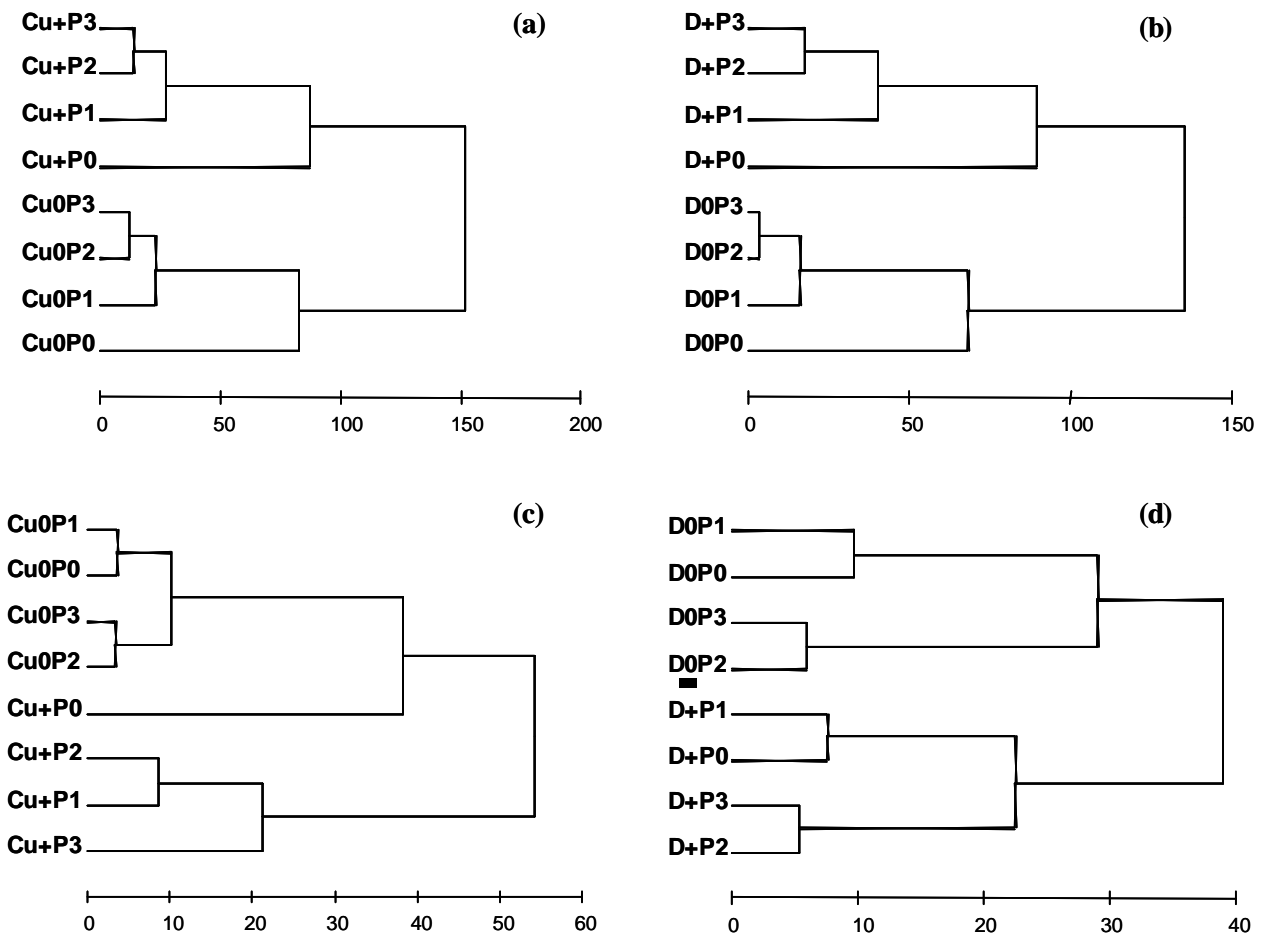 (a)
Cu+P3
Cu+P2
Cu+P1
Cu+P0
Cu0P3
Cu0P2
Cu0P1
Cu0P0
0 50 100 150 200
(b)
D+P3
D+P2
D+P1
D+P0
D0P3
D0P2
D0P1
D0P0
0 50 100 150
(c)
Cu0P1
Cu0P0
Cu0P3
Cu0P2
Cu+P0
Cu+P2
Cu+P1
Cu+P3
0 10 20 30 40 50 60
(d)
D0P1
D0P0
D0P3
D0P2
D+P1
D+P0
D+P3
D+P2
0 10 20 30 40